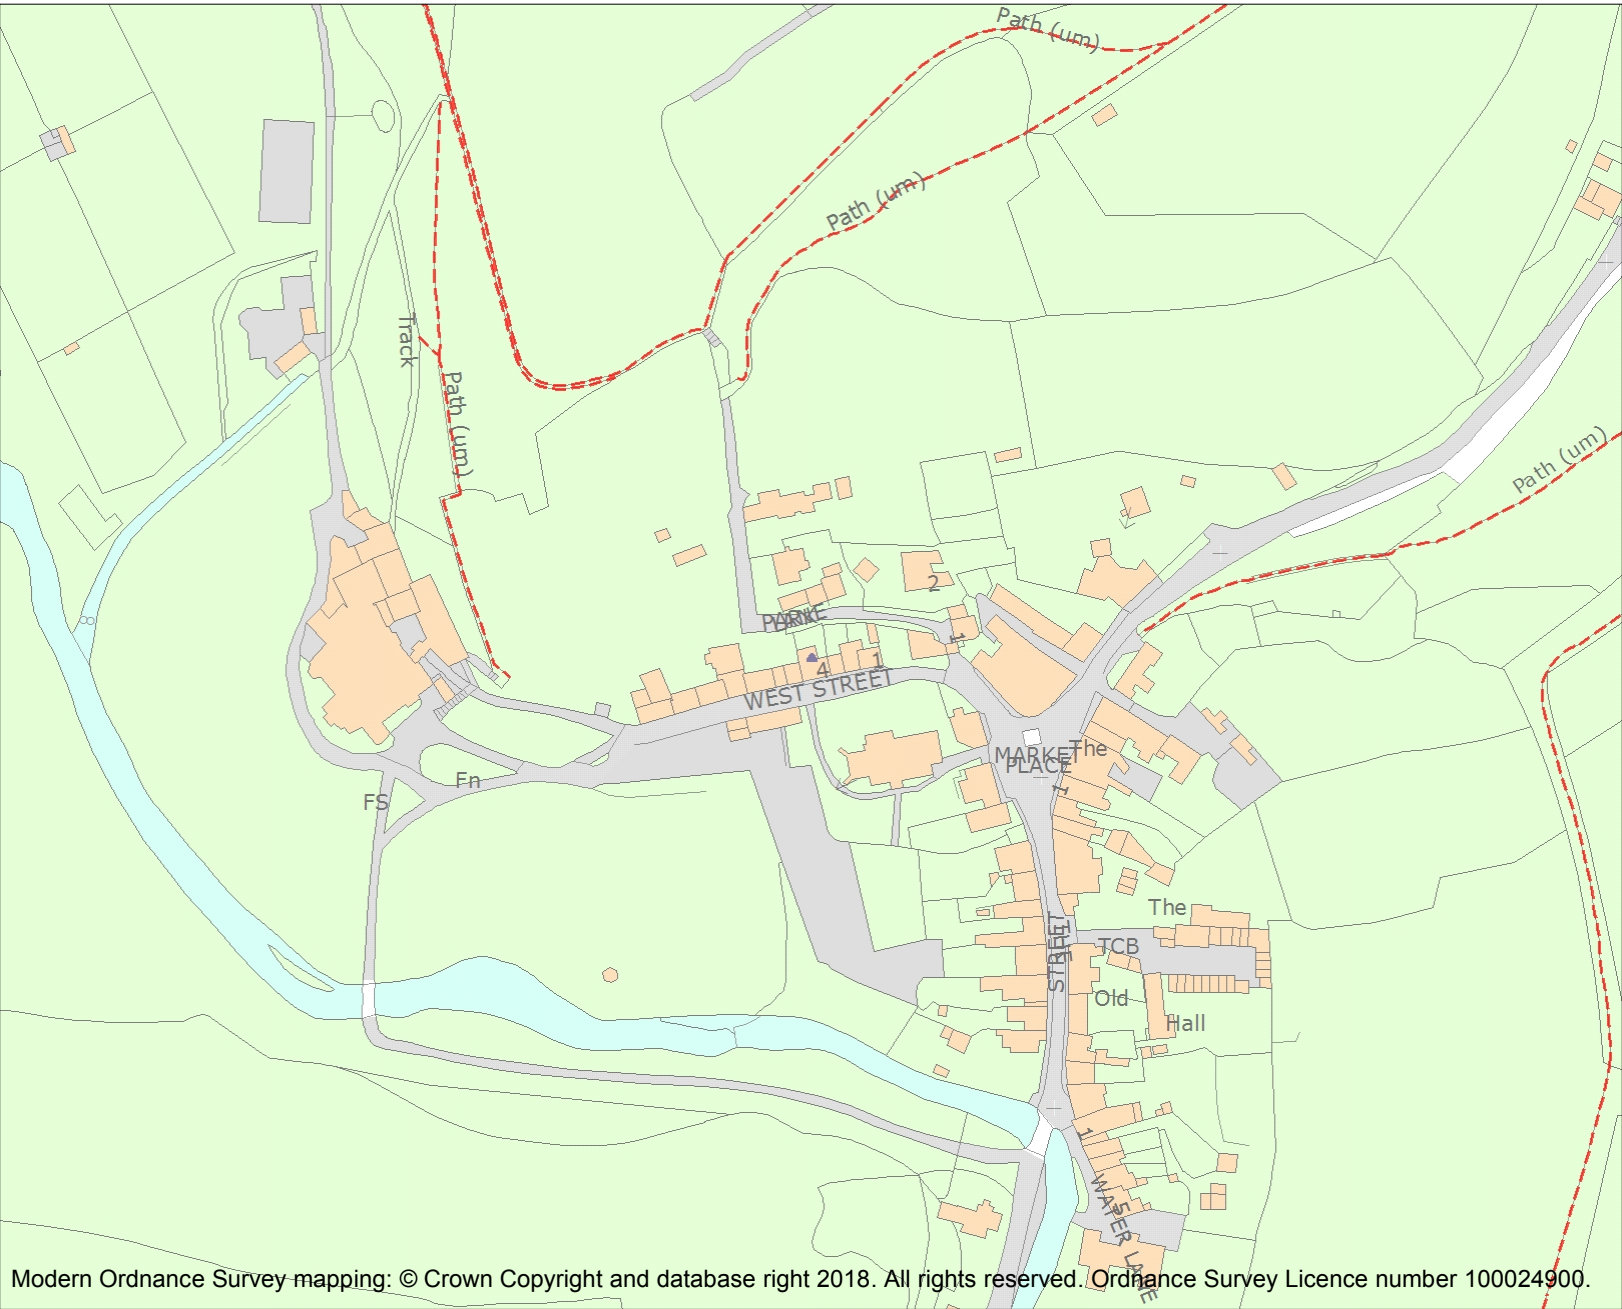 Path (um)
Path (um)
Track
Path (um)
Path (um)
2
PARKE
LANE
1
4
1
WEST STREET
MARKET
PLACE
The
1
Fn
FS
The
TCB
STREET
Old
Hall
1
5
WATER LANE
Modern Ordnance Survey mapping: © Crown Copyright and database right 2018. All rights reserved. Ordnance Survey Licence number 100024900.